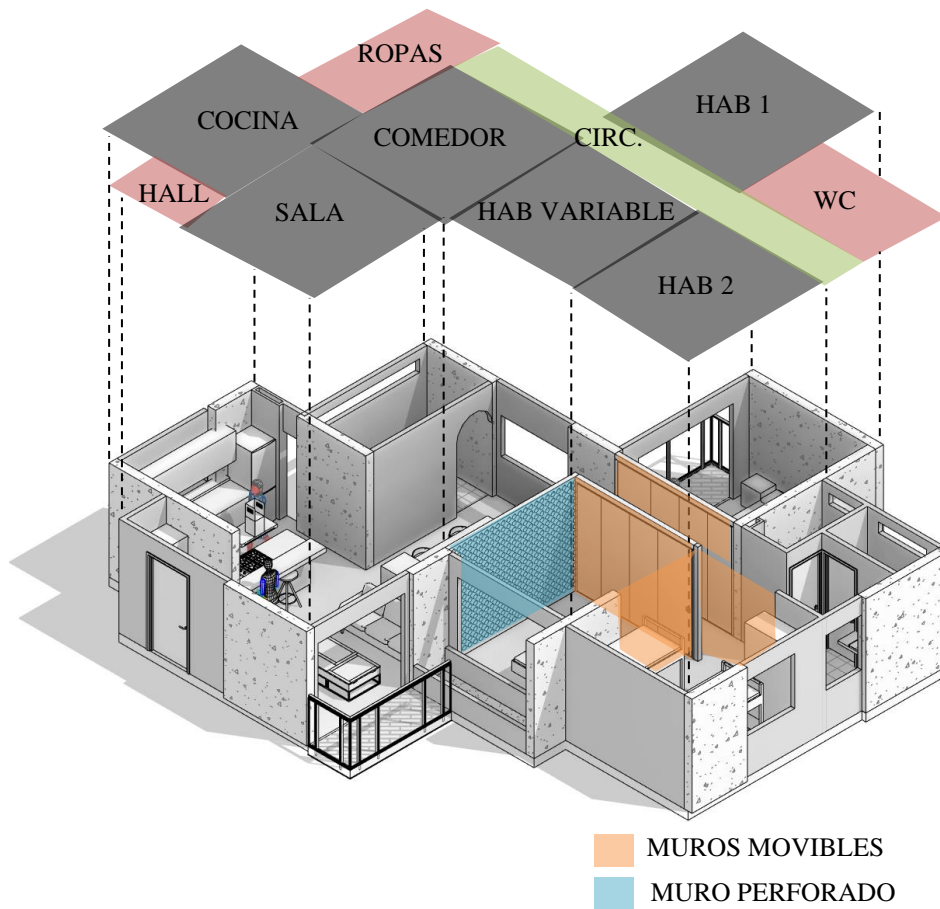 ROPAS
COCINA
HAB 1
COMEDOR
CIRC.
HALL
SALA
HAB VARIABLE
WC
HAB 2
MUROS MOVIBLES
MURO PERFORADO